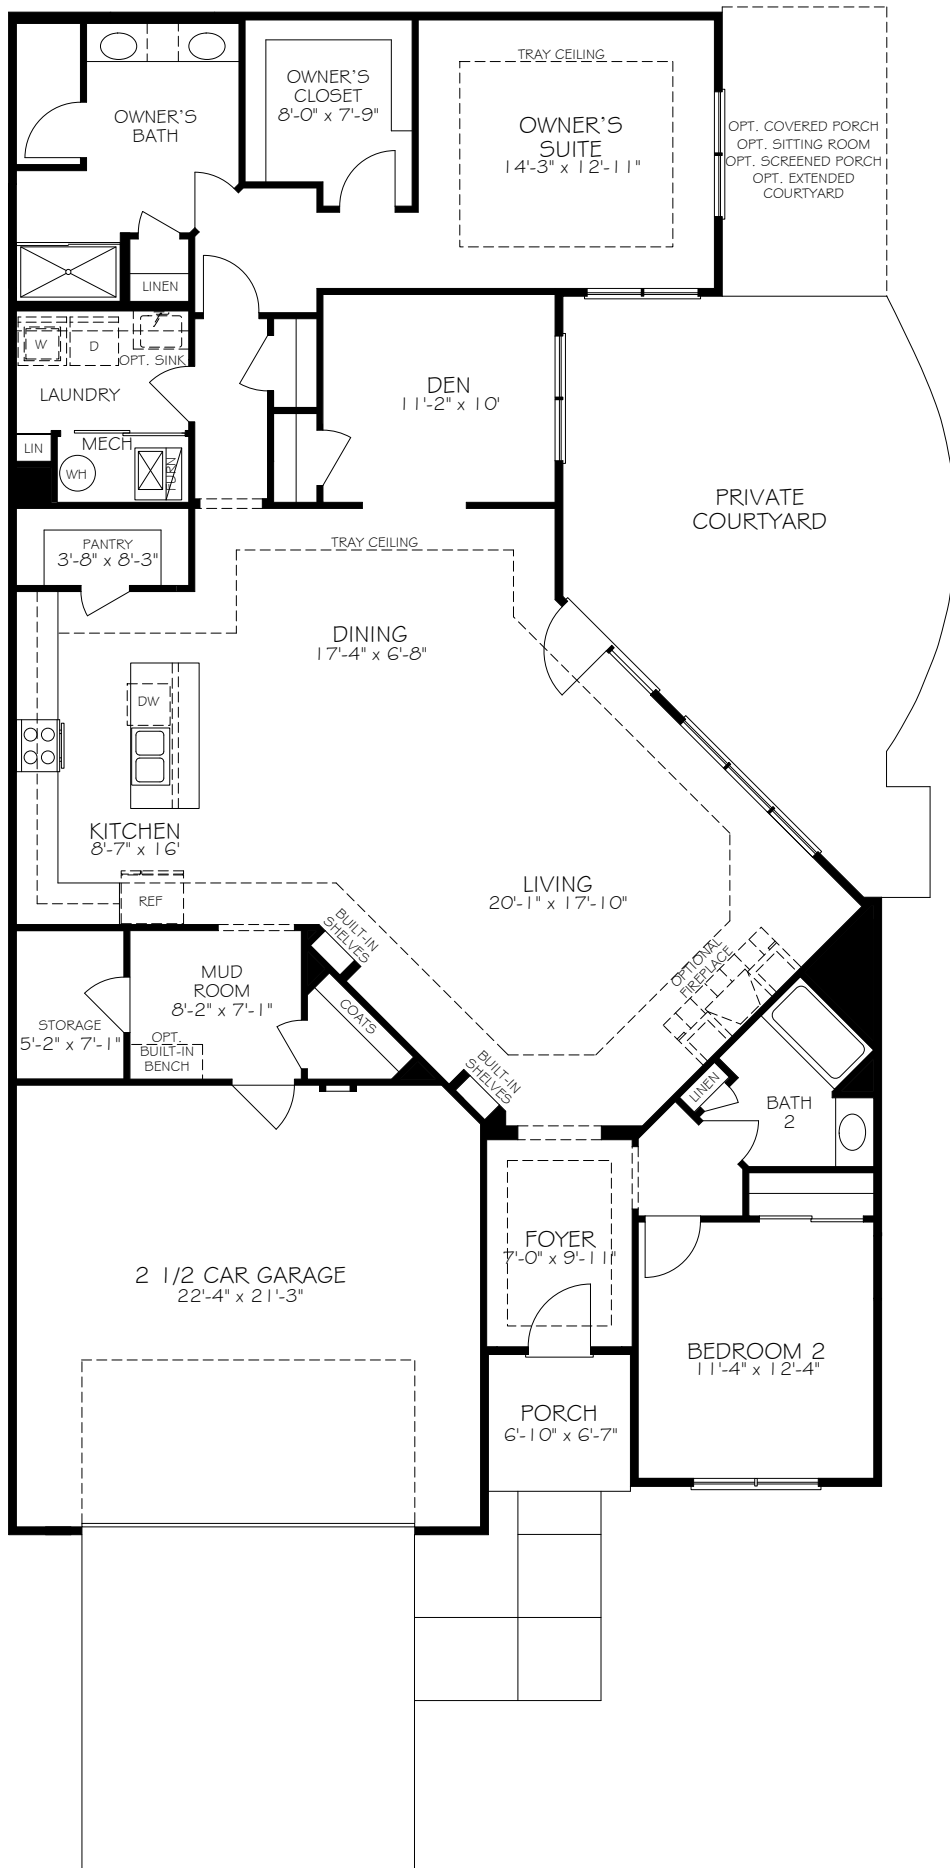 TRAY CEILING
OWNER'S
CLOSET
8'-0" x 7'-9"
OWNER'S
BATH
OWNER'S
SUITE
14'-3" x 12'-11"
OPT. COVERED PORCH
OPT. SITTING ROOM
OPT. SCREENED PORCH
OPT. EXTENDED
COURTYARD
LINEN
W
D
OPT. SINK
LAUNDRY
DEN
11'-2" x 10'
LIN
MECH
WH
FURN
PRIVATE
COURTYARD
PANTRY
3'-8" x 8'-3"
TRAY CEILING
DINING
17'-4" x 6'-8"
DW
KITCHEN
8'-7" x 16'
REF
LIVING
20'-1" x 17'-10"
BUILT-IN
SHELVES
OPTIONAL
FIREPLACE
MUD
ROOM
8'-2" x 7'-1"
COATS
STORAGE
5'-2" x 7'-1"
OPT.
BUILT-IN
BENCH
BUILT-IN
SHELVES
LINEN
BATH
2
FOYER
7'-0" x 9'-11"
2 1/2 CAR GARAGE
22'-4" x 21'-3"
BEDROOM 2
11'-4" x 12'-4"
PORCH
6'-10" x 6'-7"